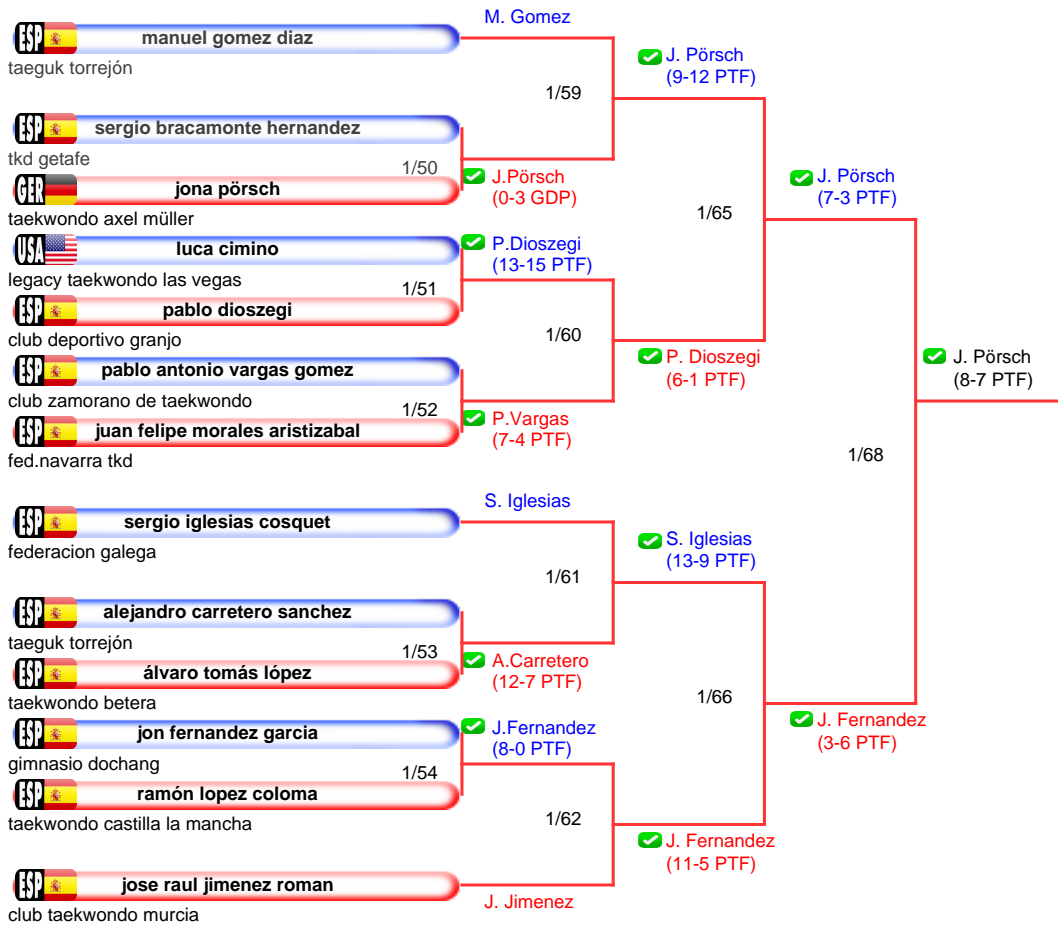 M. Gomez
ESP manuel gomez diaz
taeguk torrejón
J. Pörsch
(9-12 PTF)
1/59
ESP sergio bracamonte hernandez
tkd getafe
1/50
J.Pörsch
(0-3 GDP)
J. Pörsch
(7-3 PTF)
GER jona pörsch
taekwondo axel müller
1/65
USA luca cimino
P.Dioszegi
(13-15 PTF)
legacy taekwondo las vegas
1/51
ESP pablo dioszegi
club deportivo granjo
1/60
P. Dioszegi
(6-1 PTF)
J. Pörsch
(8-7 PTF)
ESP pablo antonio vargas gomez
club zamorano de taekwondo
1/52
P.Vargas
(7-4 PTF)
ESP juan felipe morales aristizabal
fed.navarra tkd
1/68
S. Iglesias
ESP sergio iglesias cosquet
federacion galega
S. Iglesias
(13-9 PTF)
1/61
ESP alejandro carretero sanchez
taeguk torrejón
1/53
A.Carretero
(12-7 PTF)
ESP álvaro tomás lópez
taekwondo betera
1/66
J. Fernandez
(3-6 PTF)
ESP jon fernandez garcia
J.Fernandez
(8-0 PTF)
gimnasio dochang
1/54
ESP ramón lopez coloma
taekwondo castilla la mancha
1/62
J. Fernandez
(11-5 PTF)
ESP jose raul jimenez roman
J. Jimenez
club taekwondo murcia